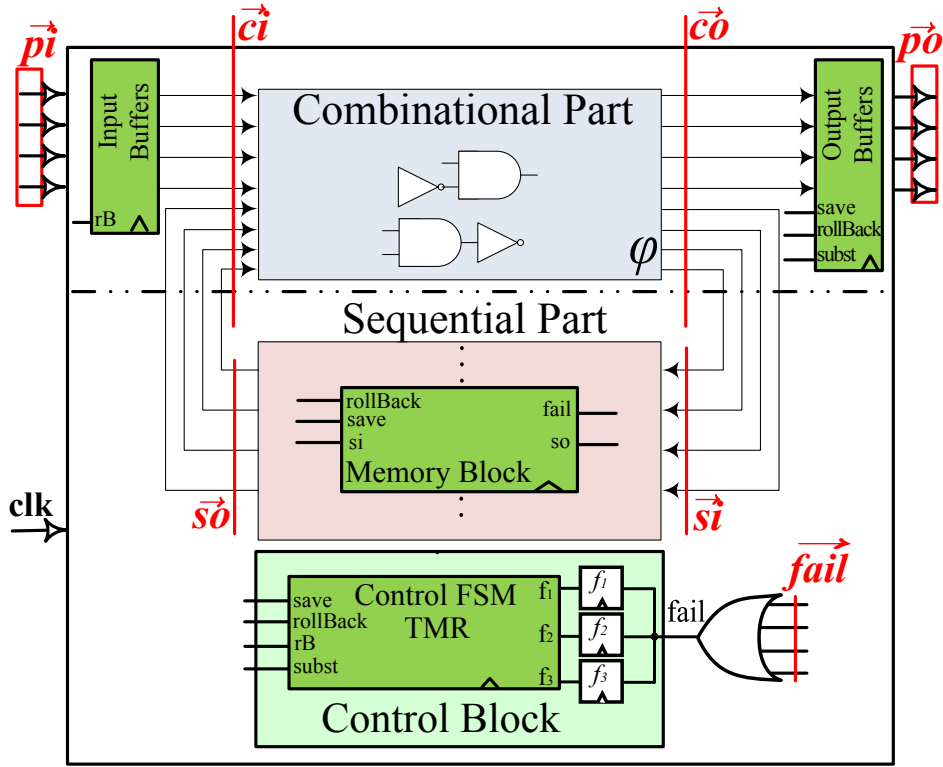 pi
ci
co
po
Input
Buffers
rB
Combinational Part
φ
Output
Buffers
save
rollBack
subst
Sequential Part
rollBack
save
si
fail
so
Memory Block
so
si
clk
save
rollBack
rB
subst
Control FSM
TMR
f1
f2
f3
f1
f2
f3
fail
fail
Control Block